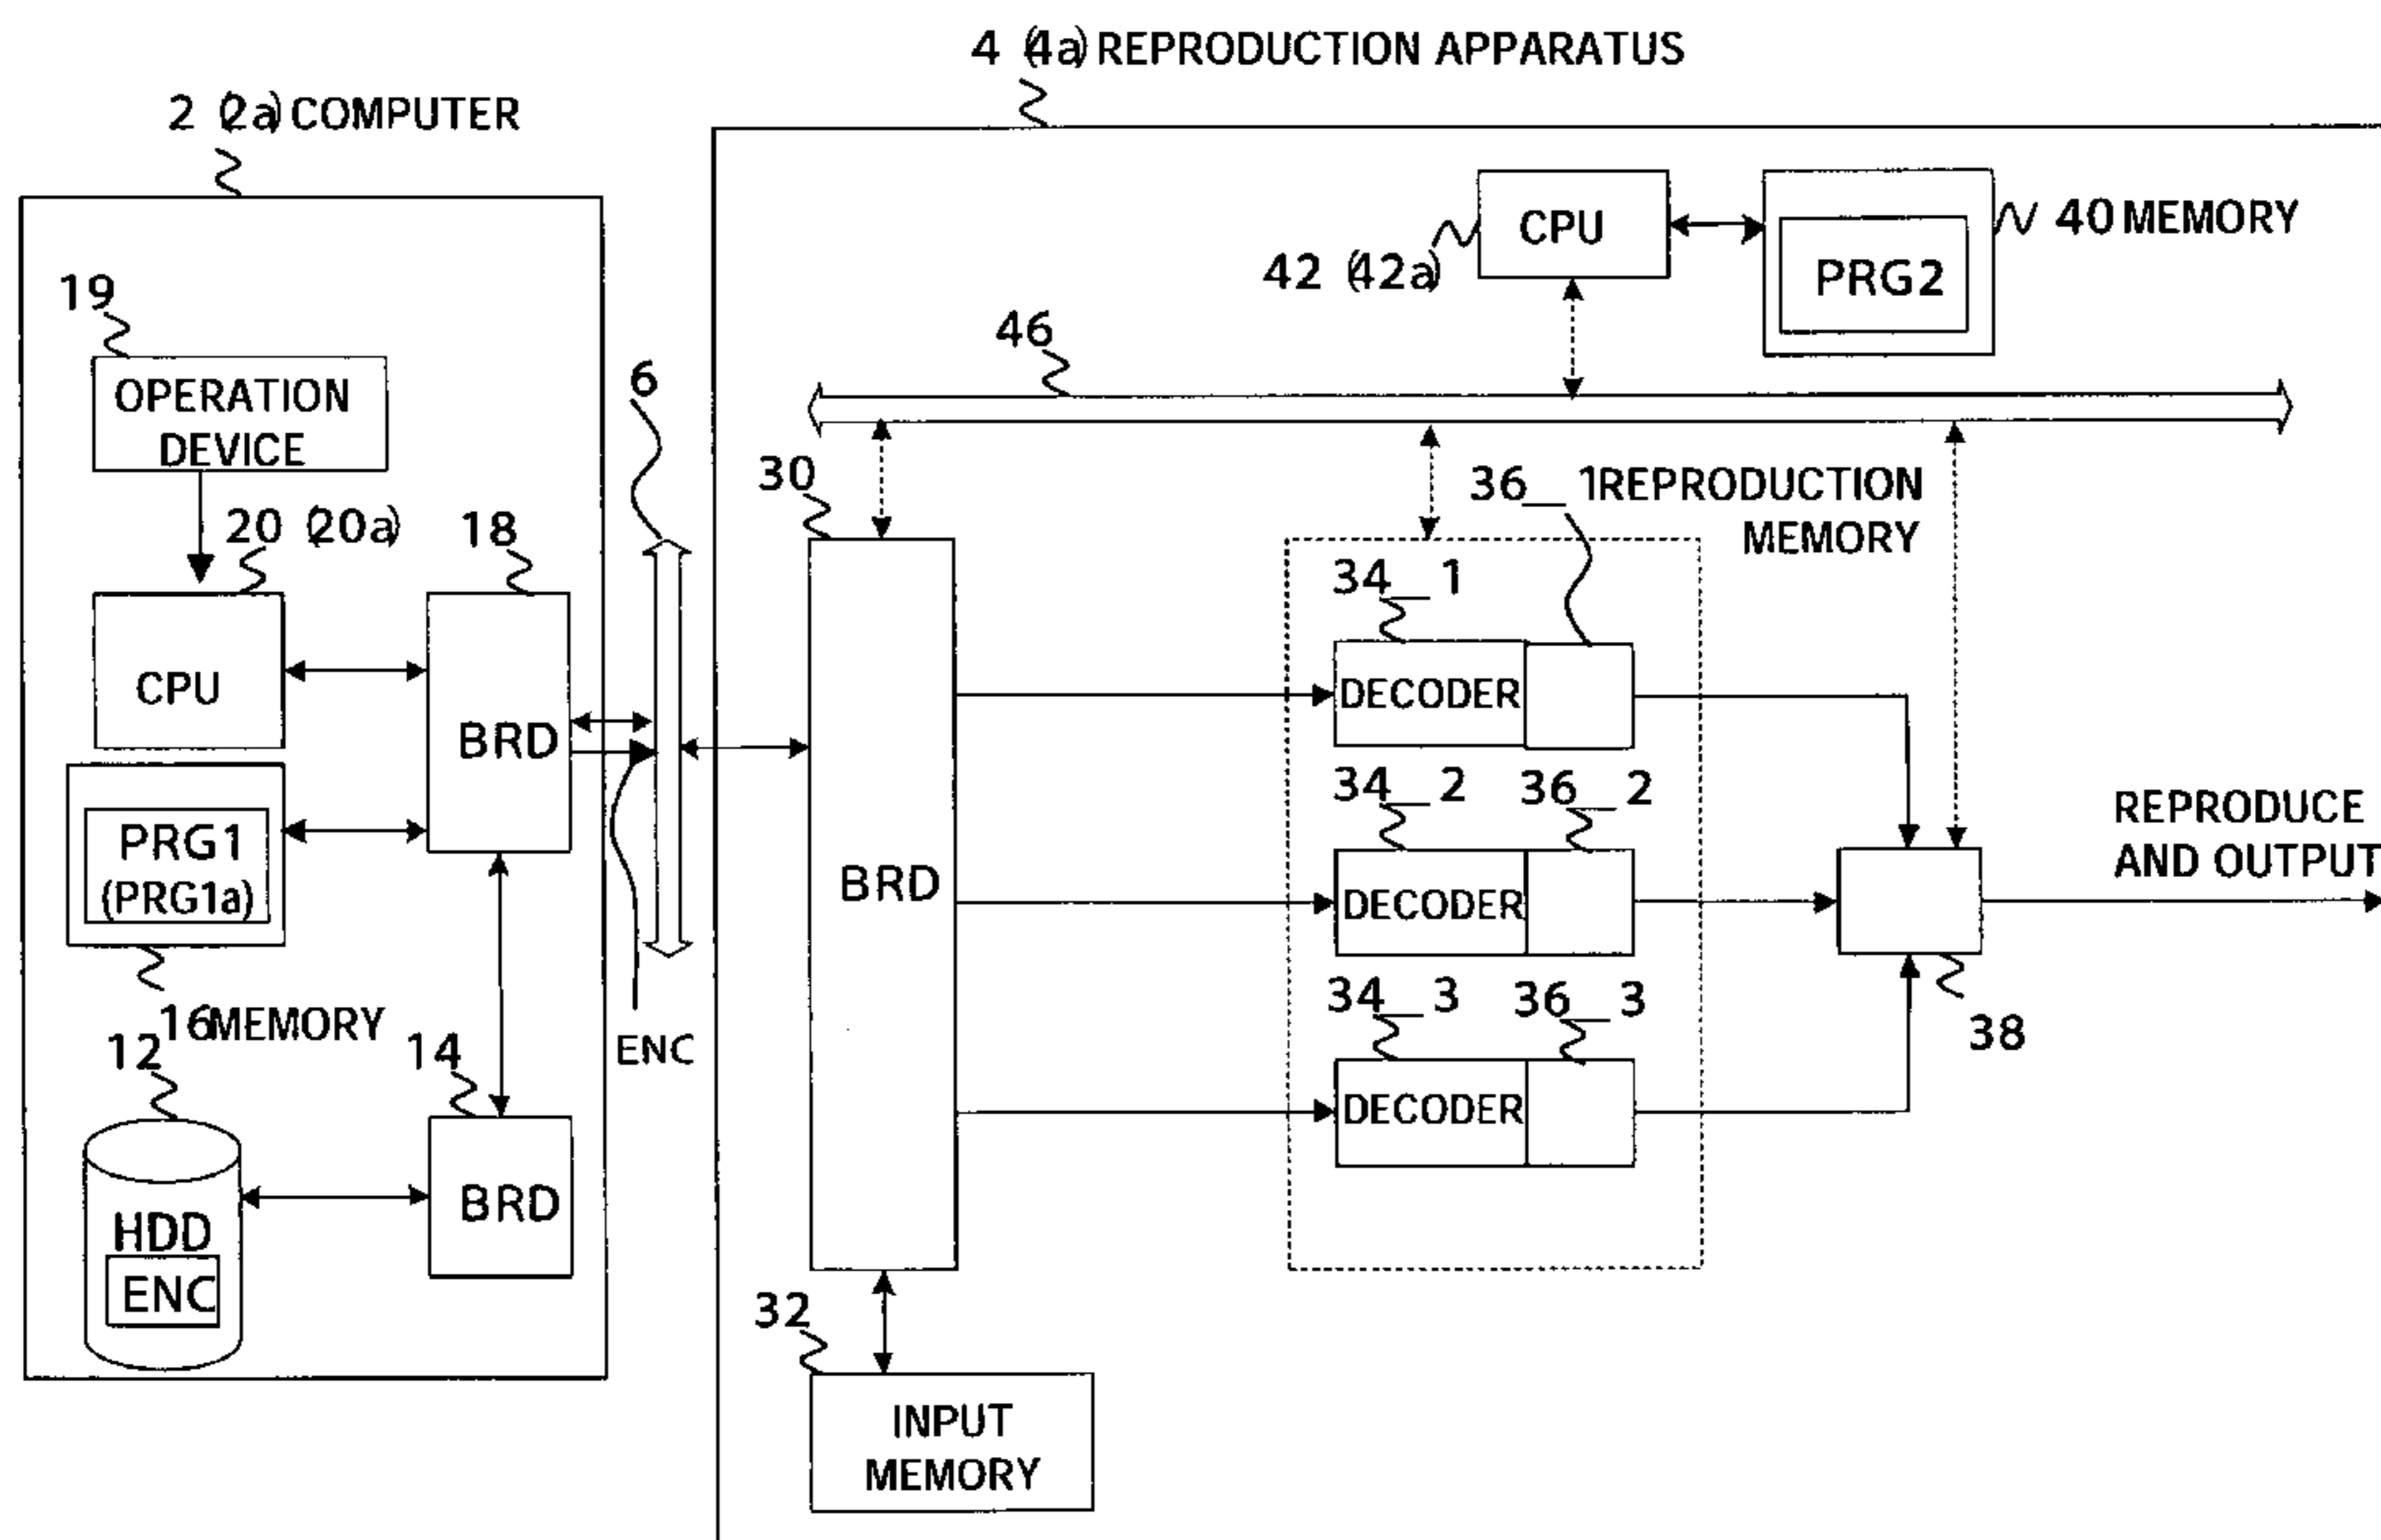 4 (4a) REPRODUCTION APPARATUS
2 (2a) COMPUTER
CPU
40 MEMORY
42 (42a)
PRG2
19
46
OPERATION
DEVICE
6
30
36_1 REPRODUCTION
MEMORY
20 (20a)
18
34_1
CPU
DECODER
BRD
34_2
36_2
REPRODUCE
AND OUTPUT
PRG1
(PRG1a)
BRD
DECODER
34_3
36_3
16 MEMORY
38
12
14
ENC
DECODER
HDD
BRD
ENC
32
INPUT
MEMORY